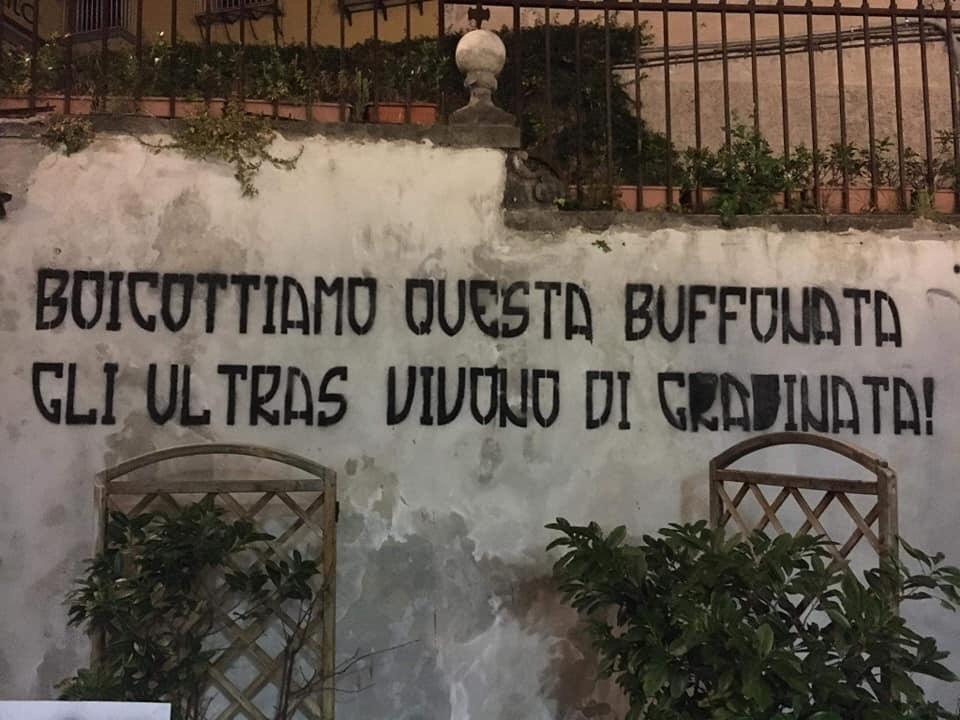 BOICOTTIAMO QUESTA BUFFONATA
GLI ULTRAS VIVONO DI GRADINATA!